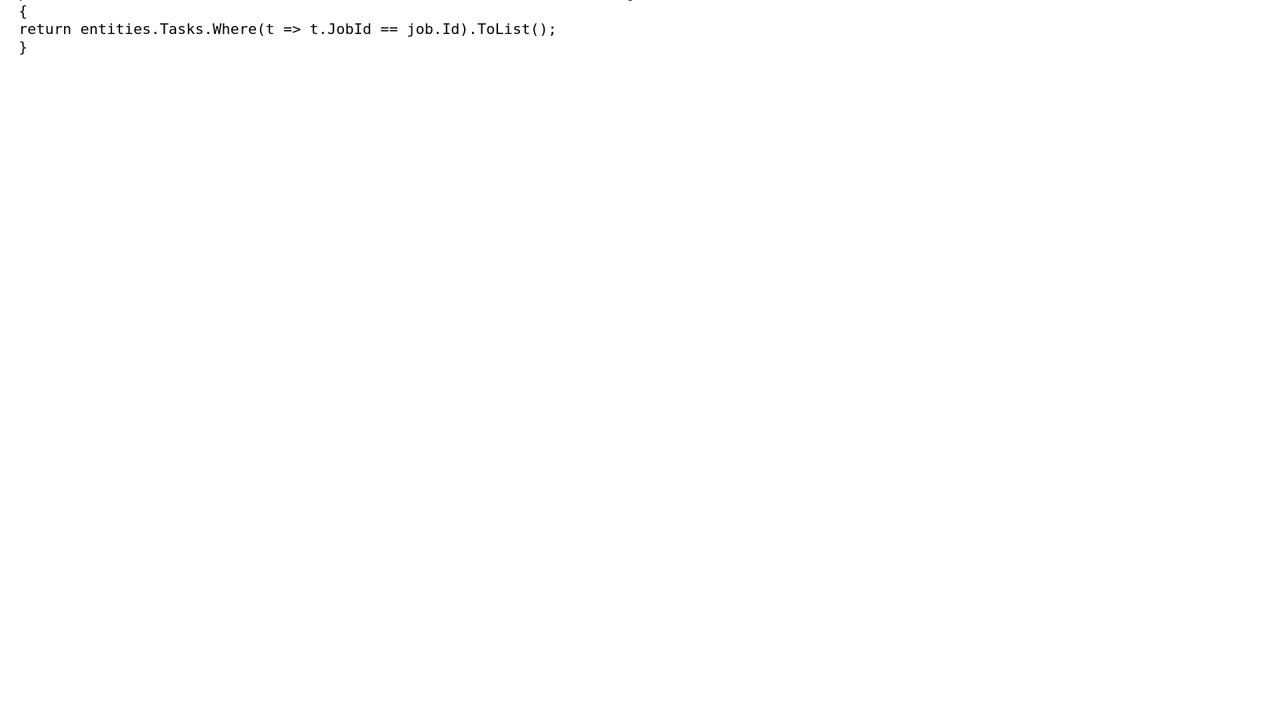 {
return entities.Tasks.Where(t => t.JobId == job.Id).ToList();
}